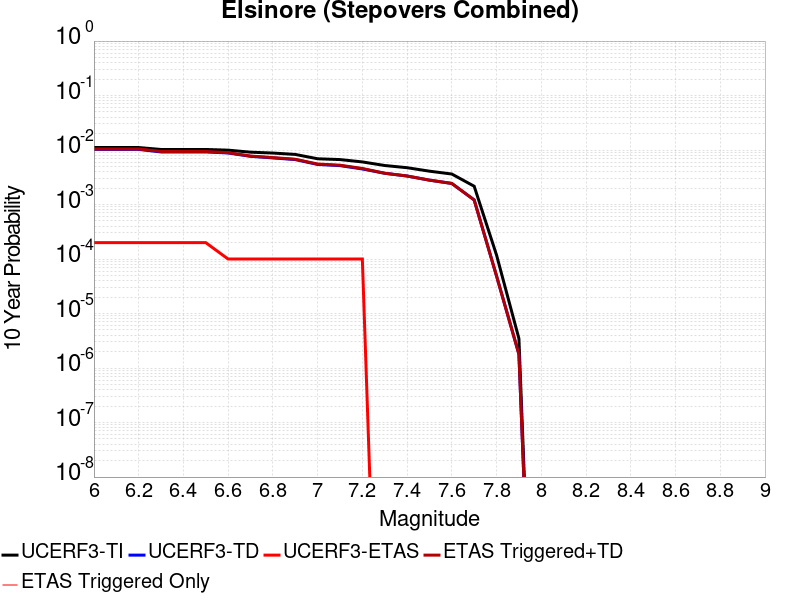 Elsinore (Stepovers Combined)
10 0
10 -1
10 -2
10 -3
10 -4
10 -5
10 -6
10 -7
10 -8
10 Year Probability
6 6.2 6.4 6.6 6.8 7 7.2 7.4 7.6 7.8 8 8.2 8.4 8.6 8.8 9
Magnitude
UCERF3-TI UCERF3-TD UCERF3-ETAS ETAS Triggered+TD
ETAS Triggered Only